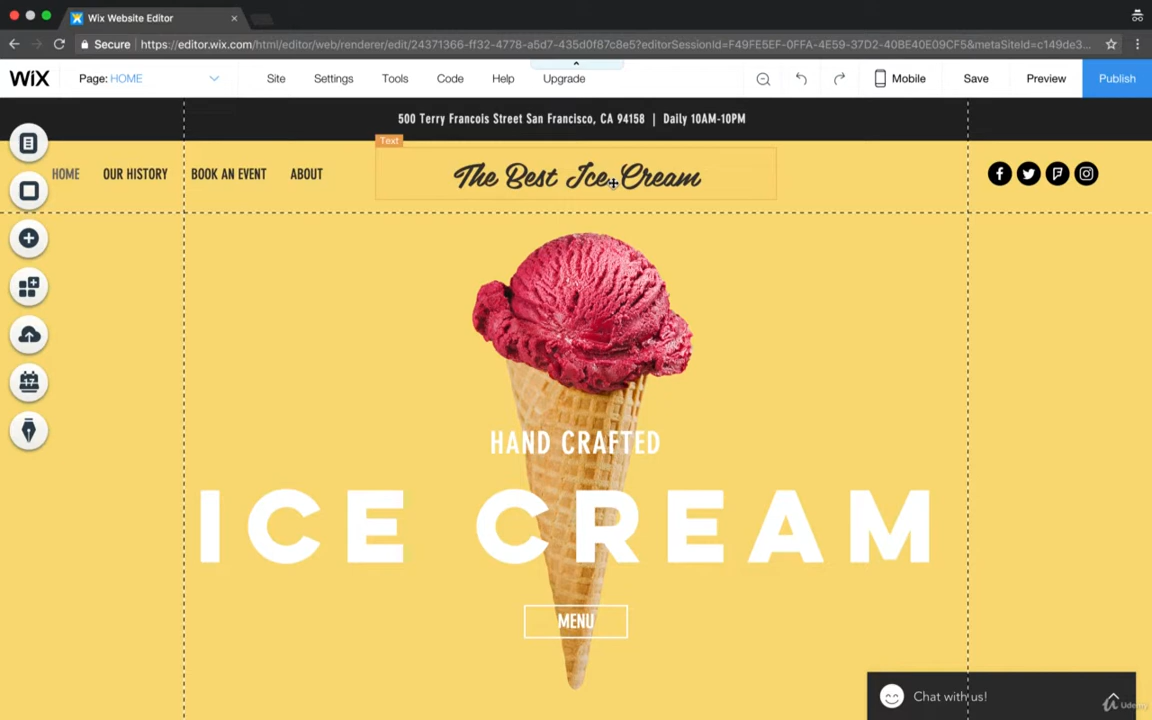 Wix Website Editor
Secure https://editor.wix.com/html/editor/web/renderer/edit/24371366-ff32-4778-a5d7-435d0f87c8e5?editorSessionId=F49FE5EF-0FFA-4E59-37D2-40BE40E09CF5&metaSiteId=c149de3...
WiX Page: HOME Site Settings Tools Code Help Upgrade Mobile Save Preview Publish
500 Terry Francois Street San Francisco, CA 94158 | Daily 10AM-10PM
Text
HOME OUR HISTORY BOOK AN EVENT ABOUT The Best Ice Cream
17
HAND CRAFTED
ICE CREAM
MENU
Chat with us!
Udemy